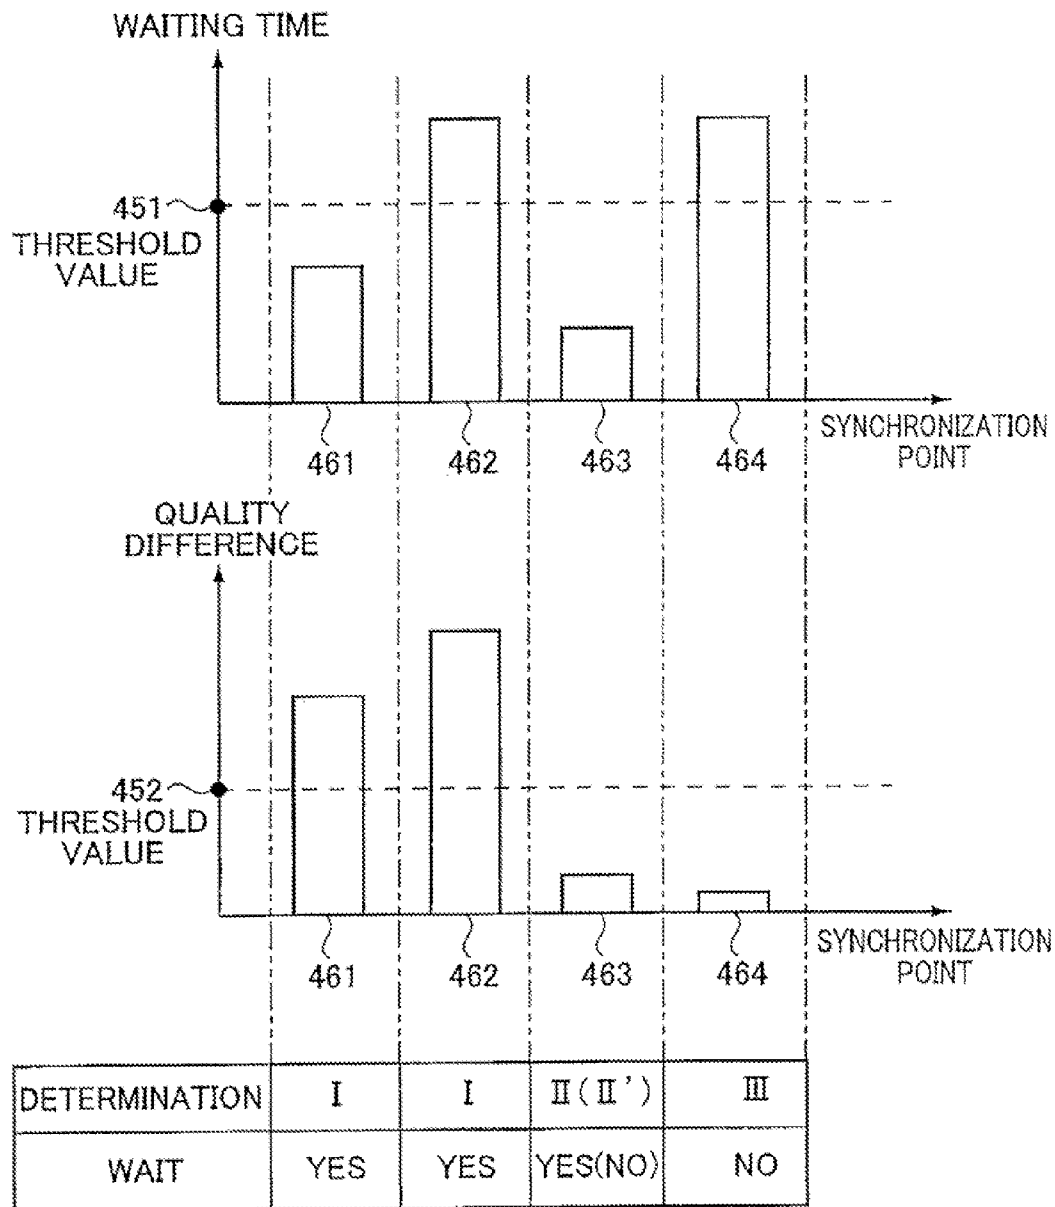 WAITING TIME
451
THRESHOLD
VALUE
461
462
463
464
SYNCHRONIZATION
POINT
QUALITY
DIFFERENCE
452
THRESHOLD
VALUE
461
462
463
464
SYNCHRONIZATION
POINT
DETERMINATION I I Ⅱ(Ⅱ') Ⅲ
WAIT YES YES YES(NO) NO